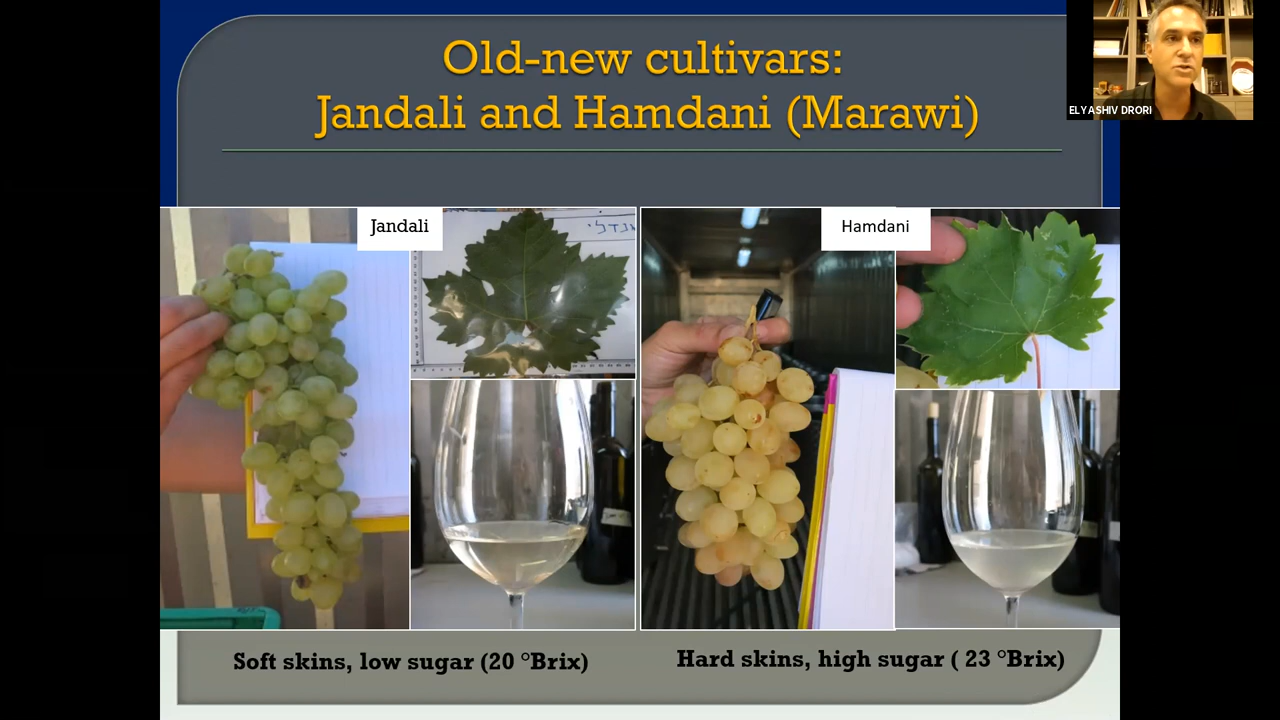 Old-new cultivars:
Jandali and Hamdani (Marawi)
ELYASHIV DRORI
Jandali
נדלי
Hamdani
Soft skins, low sugar (20 °Brix)
Hard skins, high sugar ( 23 °Brix)